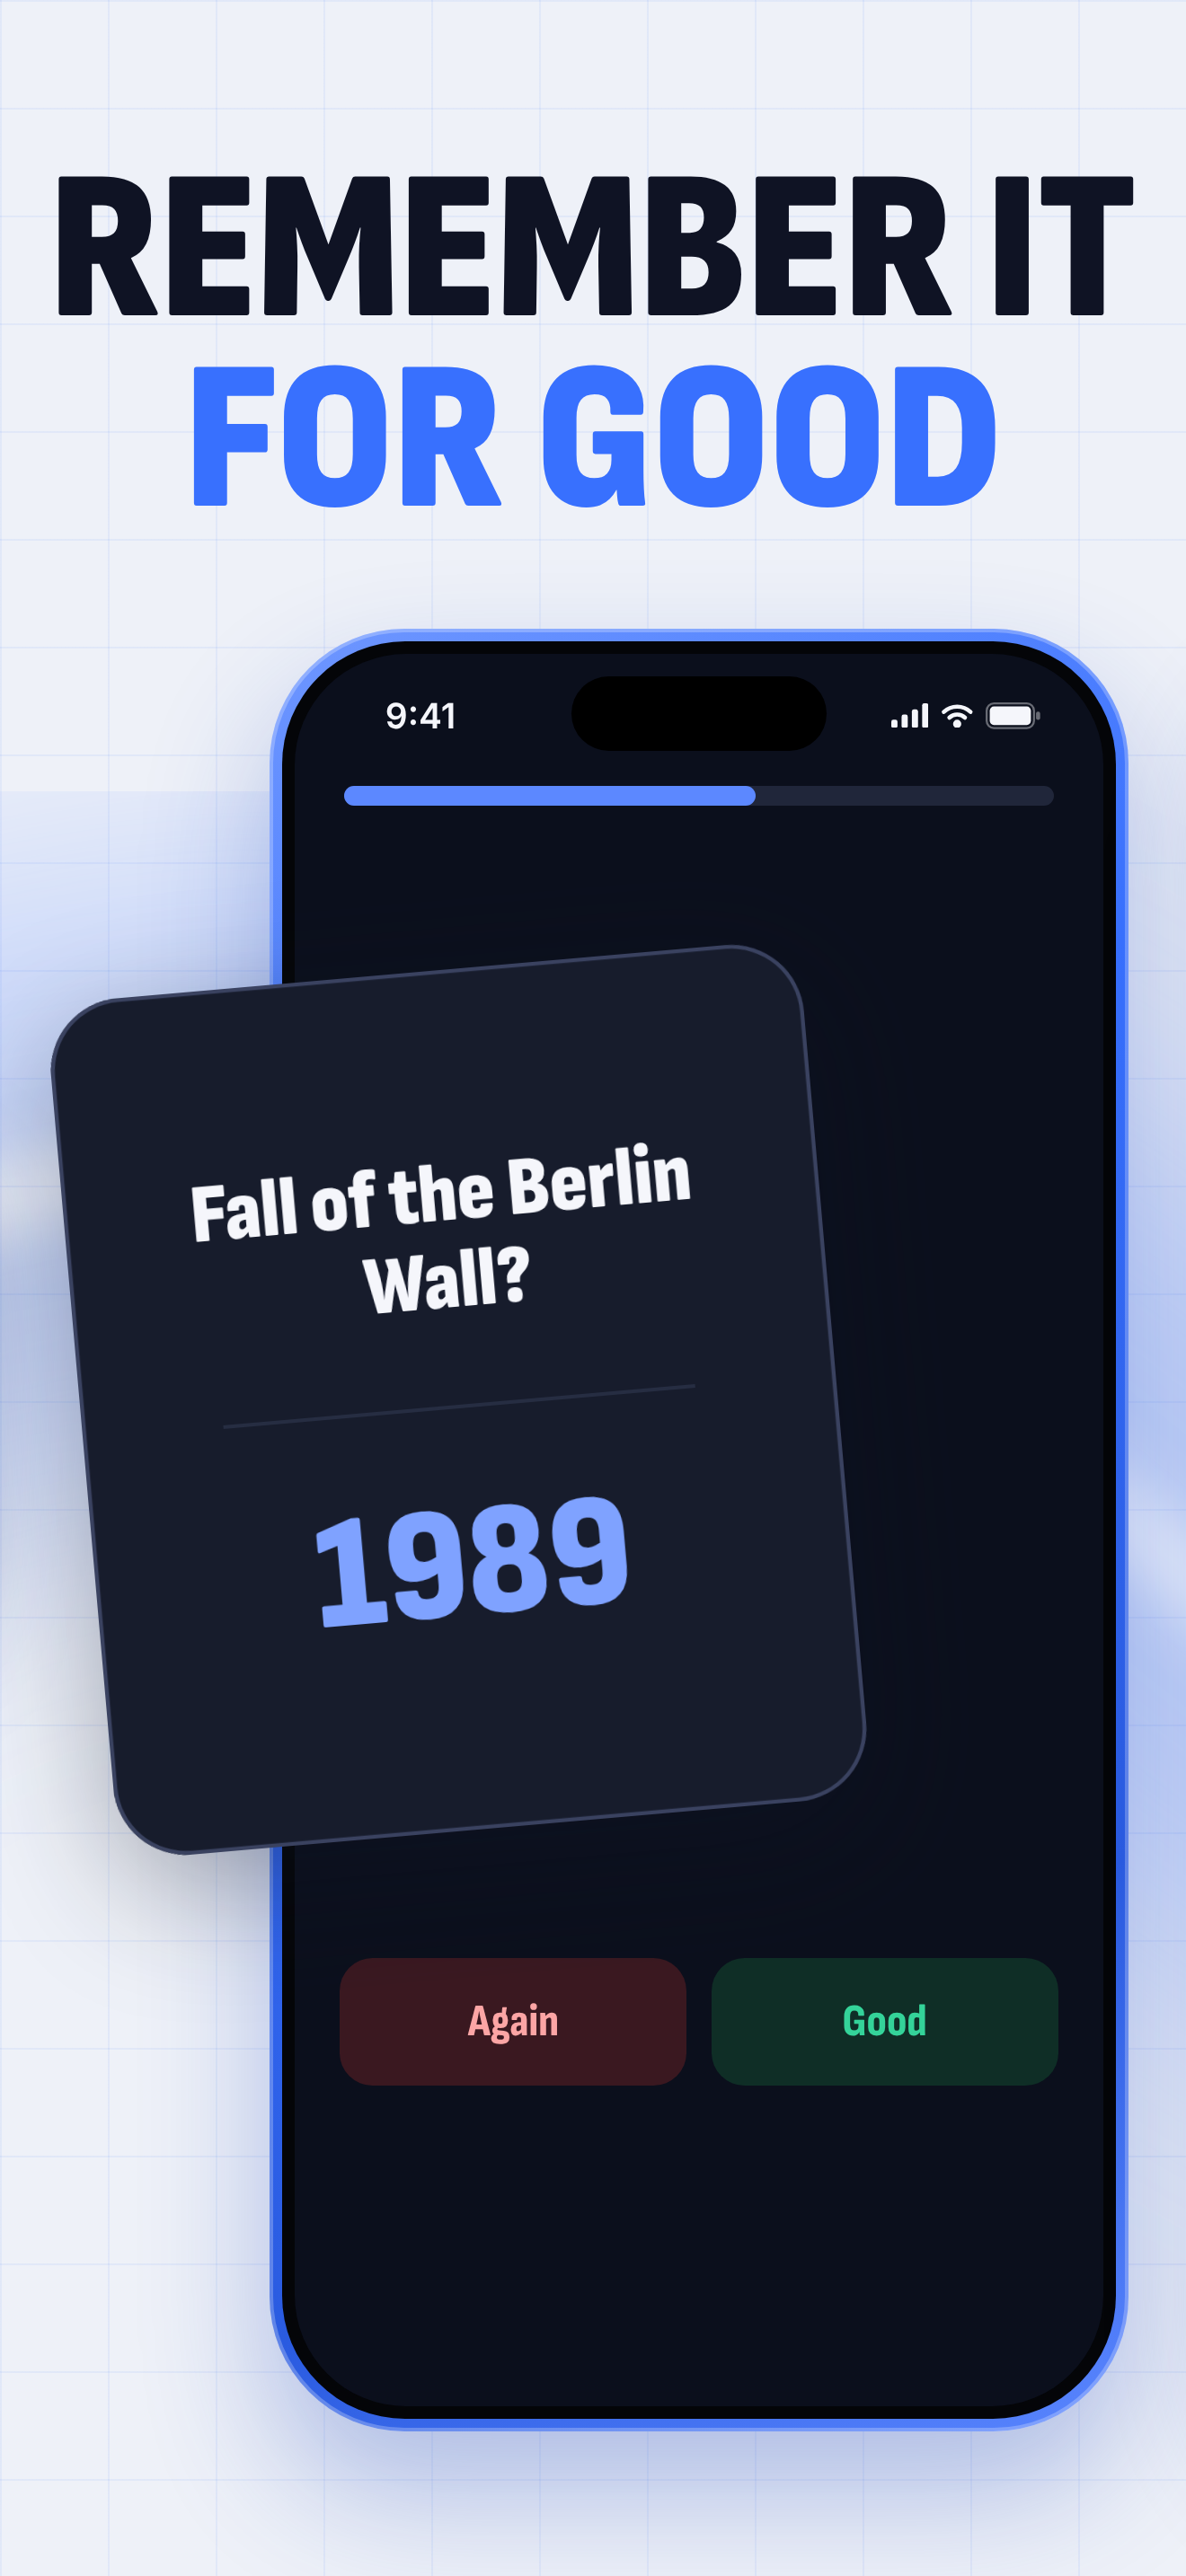 REMEMBER IT
FOR GOOD
9:41
Fall of the Berlin
Wall?
1989
Again
Good